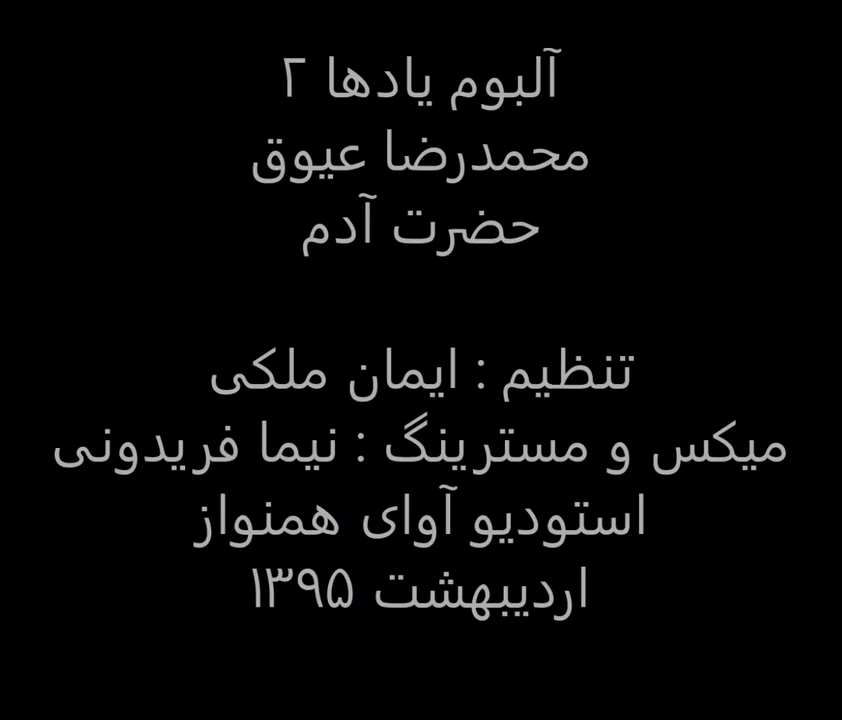 آلبوم یادها ۲
محمدرضا عیوق
حضرت آدم
تنظیم : ایمان ملکی
میکس و مسترینگ : نیما فریدونی
استودیو آوای همنواز
اردیبهشت ۱۳۹۵